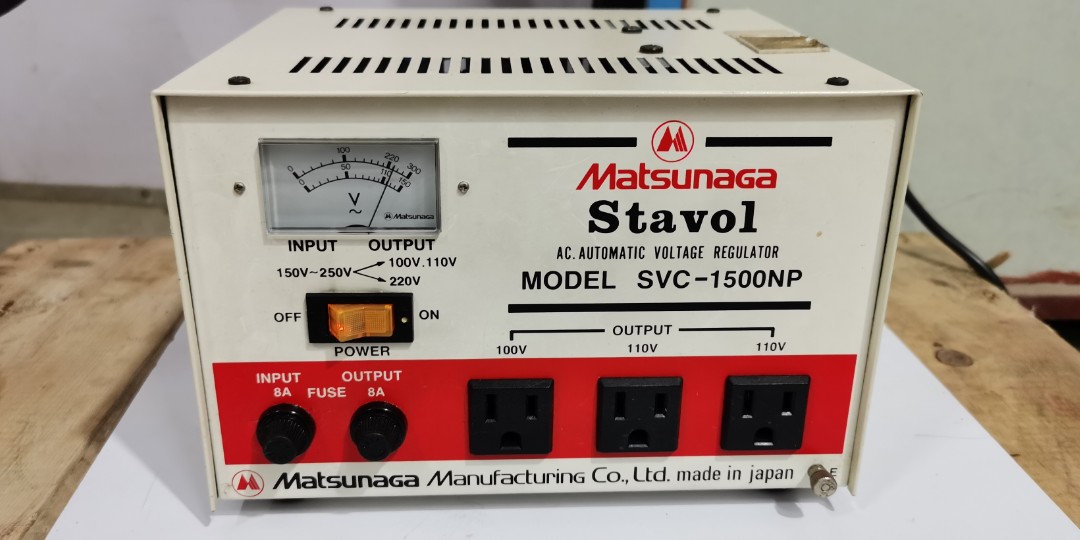 Matsunaga
Stavol
AC. AUTOMATIC VOLTAGE REGULATOR
MODEL SVC-1500NP
0 100 220 300
0 50 110 150
V
~
Matsunaga
INPUT OUTPUT
150V~250V 100V.110V
220V
OFF ON
POWER
OUTPUT
100V 110V 110V
INPUT OUTPUT
8A FUSE 8A
Matsunaga Manufacturing Co., Ltd. made in japan
E